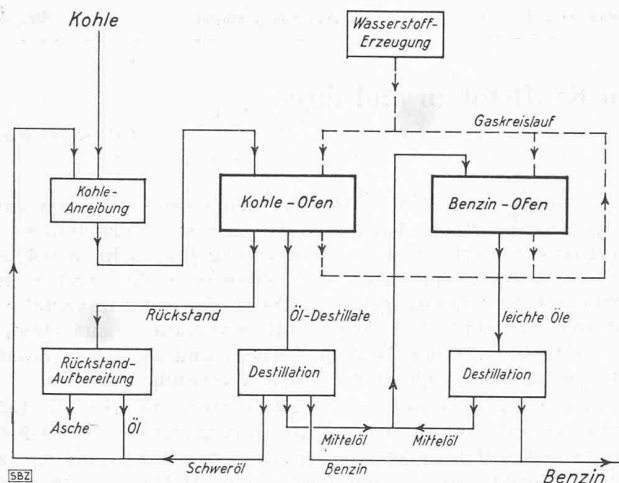 Kohle
Wasserstoff-
Erzeugung
Gaskreislauf
Kohle-
Anreibung
Kohle-Ofen
Benzin-Ofen
Rückstand
Öl-Destillate
leichte Öle
Rückstand-
Aufbereitung
Destillation
Destillation
Asche
Öl
Mittelöl
Mittelöl
Schweröl
Benzin
Benzin
SBZ